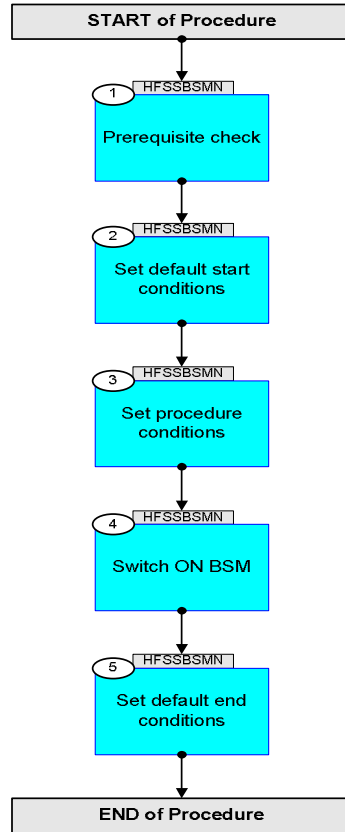 START of Procedure
HFSSBSMN
1
Prerequisite check
HFSSBSMN
2
Set default start
conditions
HFSSBSMN
3
Set procedure
conditions
HFSSBSMN
4
Switch ON BSM
HFSSBSMN
5
Set default end
conditions
END of Procedure